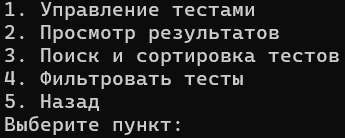 1. Управление тестами
2. Просмотр результатов
3. Поиск и сортировка тестов
4. Фильтровать тесты
5. Назад
Выберите пункт: